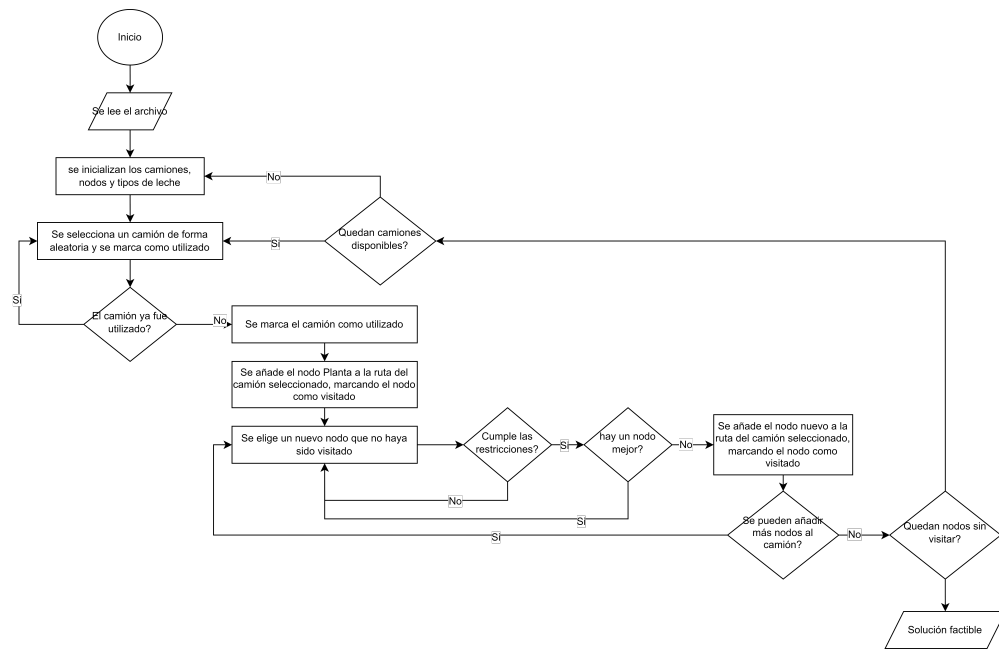 Inicio
Se lee el archivo
se inicializan los camiones,
nodos y tipos de leche
No
Se selecciona un camión de forma
aleatoria y se marca como utilizado
Si
Quedan camiones
disponibles?
Si
El camión ya fue
utilizado?
No
Se marca el camión como utilizado
Se añade el nodo Planta a la ruta del
camión seleccionado, marcando el nodo
como visitado
Se elige un nuevo nodo que no haya
sido visitado
Cumple las
restricciones?
Si
hay un nodo
mejor?
No
Se añade el nodo nuevo a la
ruta del camión seleccionado,
marcando el nodo como
visitado
No
Si
Si
Se pueden añadir
más nodos al
camión?
No
Quedan nodos sin
visitar?
Solución factible